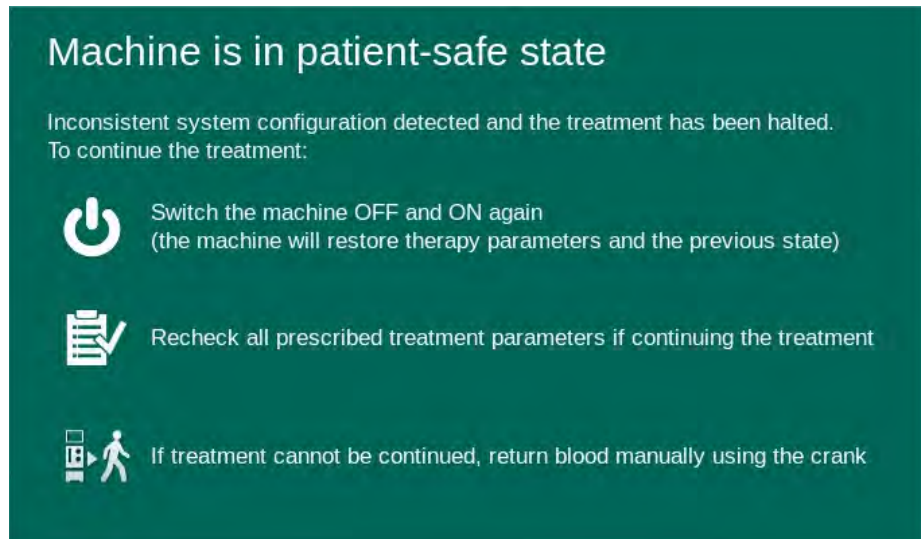 Machine is in patient-safe state
Inconsistent system configuration detected and the treatment has been halted.
To continue the treatment:
Switch the machine OFF and ON again
(the machine will restore therapy parameters and the previous state)
Recheck all prescribed treatment parameters if continuing the treatment
If treatment cannot be continued, return blood manually using the crank